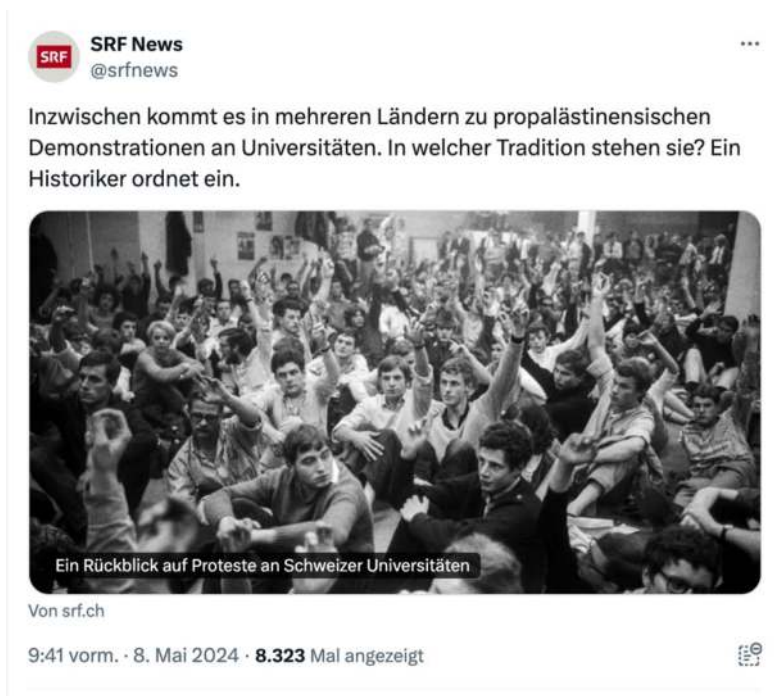 SRF
SRF News
@srfnews
Inzwischen kommt es in mehreren Ländern zu propalästinensischen
Demonstrationen an Universitäten. In welcher Tradition stehen sie? Ein
Historiker ordnet ein.
Ein Rückblick auf Proteste an Schweizer Universitäten
Von srf.ch
9:41 vorm. · 8. Mai 2024 · 8.323 Mal angezeigt